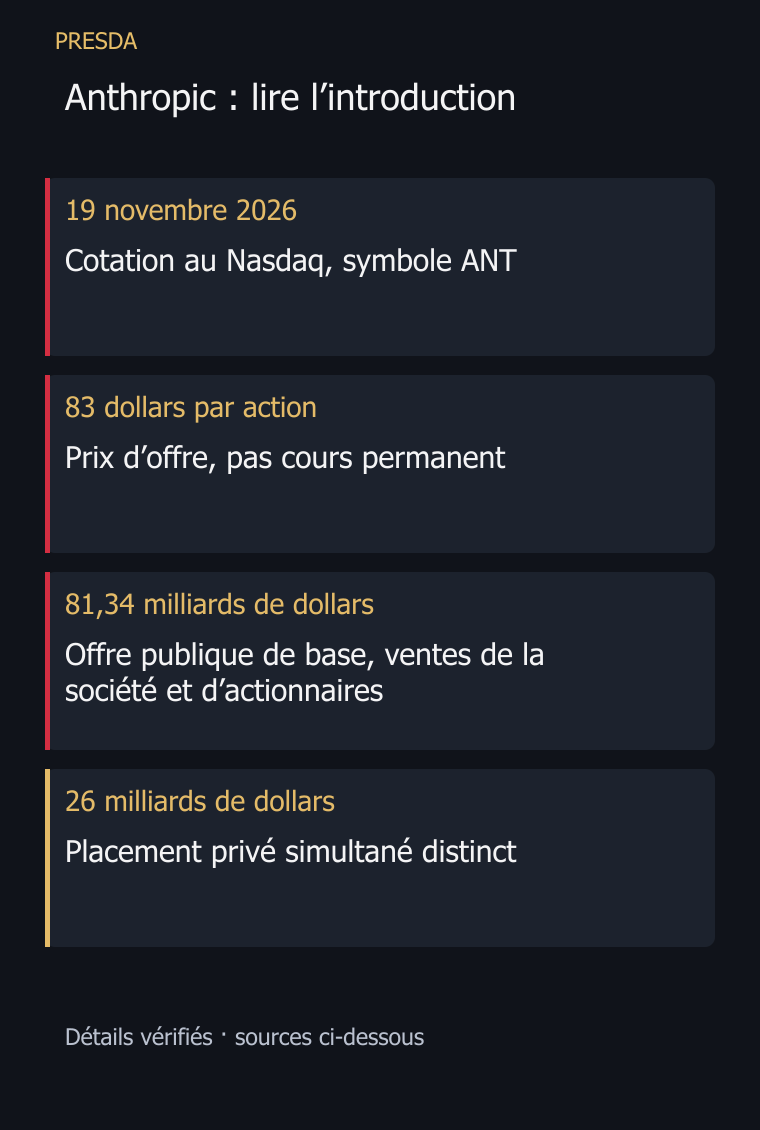 PRESDA
Anthropic : lire l’introduction
19 novembre 2026
Cotation au Nasdaq, symbole ANT
83 dollars par action
Prix d’offre, pas cours permanent
81,34 milliards de dollars
Offre publique de base, ventes de la
société et d’actionnaires
26 milliards de dollars
Placement privé simultané distinct
Détails vérifiés · sources ci-dessous